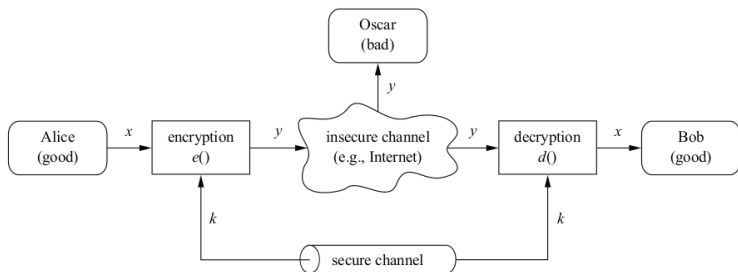 Oscar
(bad)
y
Alice
(good)
x
encryption
e()
y
insecure channel
(e.g., Internet)
y
decryption
d()
x
Bob
(good)
k
k
secure channel